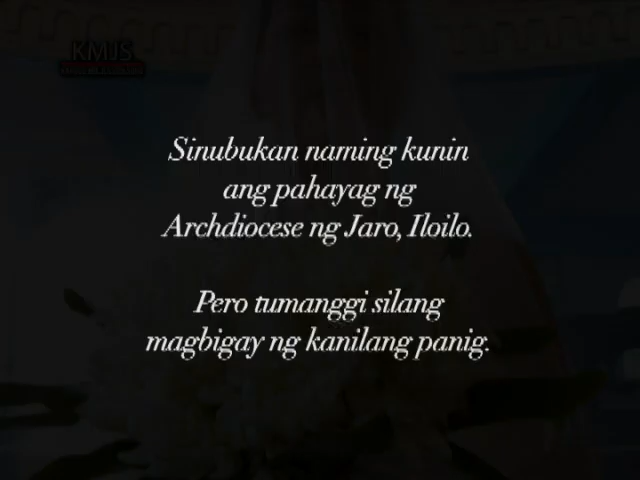 KMJS
Sinubukan naming kunin
ang pahayag ng
Archdiocese ng Jaro, Iloilo.
Pero tumanggi silang
magbigay ng kanilang panig.